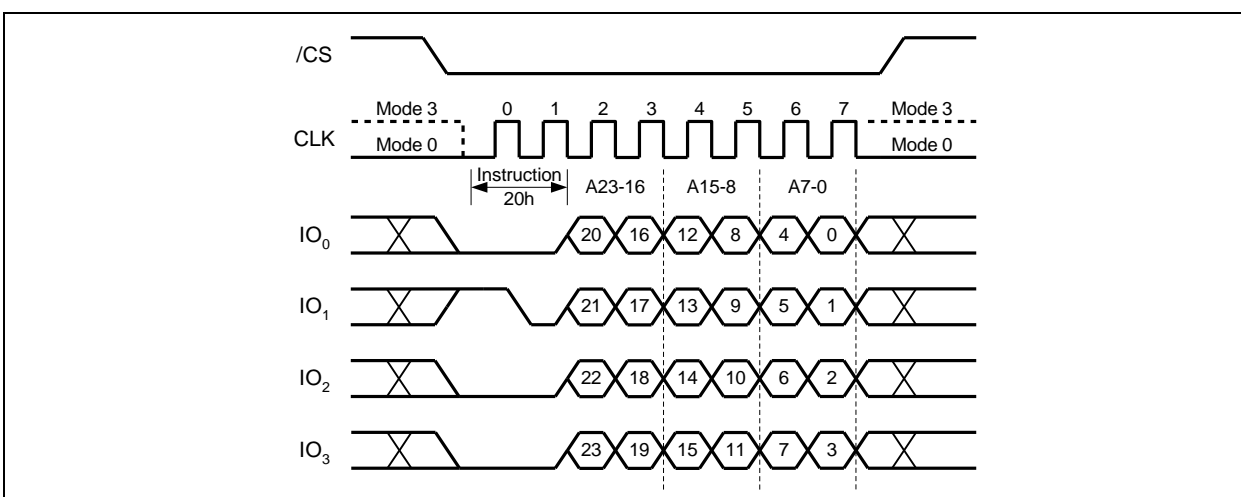 /CS
Mode 3 0 1 2 3 4 5 6 7 Mode 3
CLK
Mode 0 Mode 0
Instruction
20h
A23-16 A15-8 A7-0
IO0 20 16 12 8 4 0
IO1 21 17 13 9 5 1
IO2 22 18 14 10 6 2
IO3 23 19 15 11 7 3